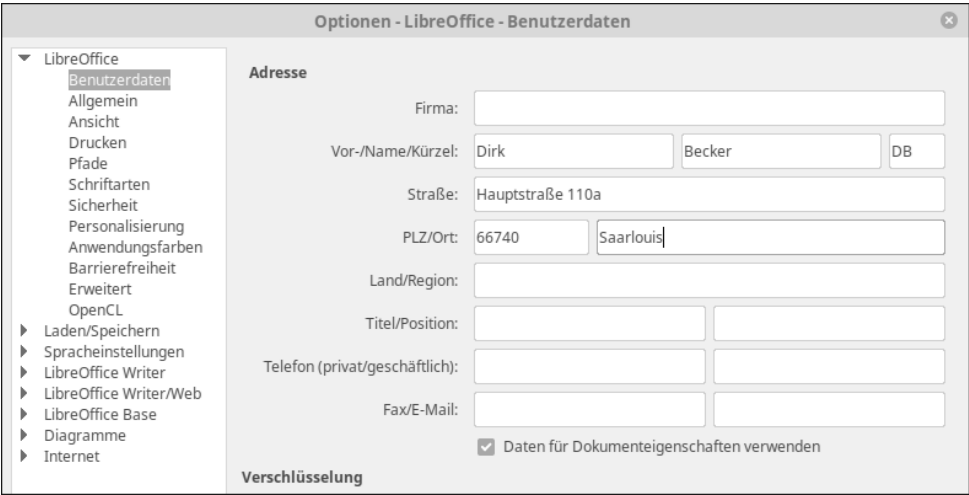 Optionen - LibreOffice - Benutzerdaten
LibreOffice
Benutzerdaten
Allgemein
Ansicht
Drucken
Pfade
Schriftarten
Sicherheit
Personalisierung
Anwendungsfarben
Barrierefreiheit
Erweitert
OpenCL
Laden/Speichern
Spracheinstellungen
LibreOffice Writer
LibreOffice Writer/Web
LibreOffice Base
Diagramme
Internet
Adresse
Firma:
Vor-/Name/Kürzel: Dirk Becker DB
Straße: Hauptstraße 110a
PLZ/Ort: 66740 Saarlouis
Land/Region:
Titel/Position:
Telefon (privat/geschäftlich):
Fax/E-Mail:
Daten für Dokumenteigenschaften verwenden
Verschlüsselung